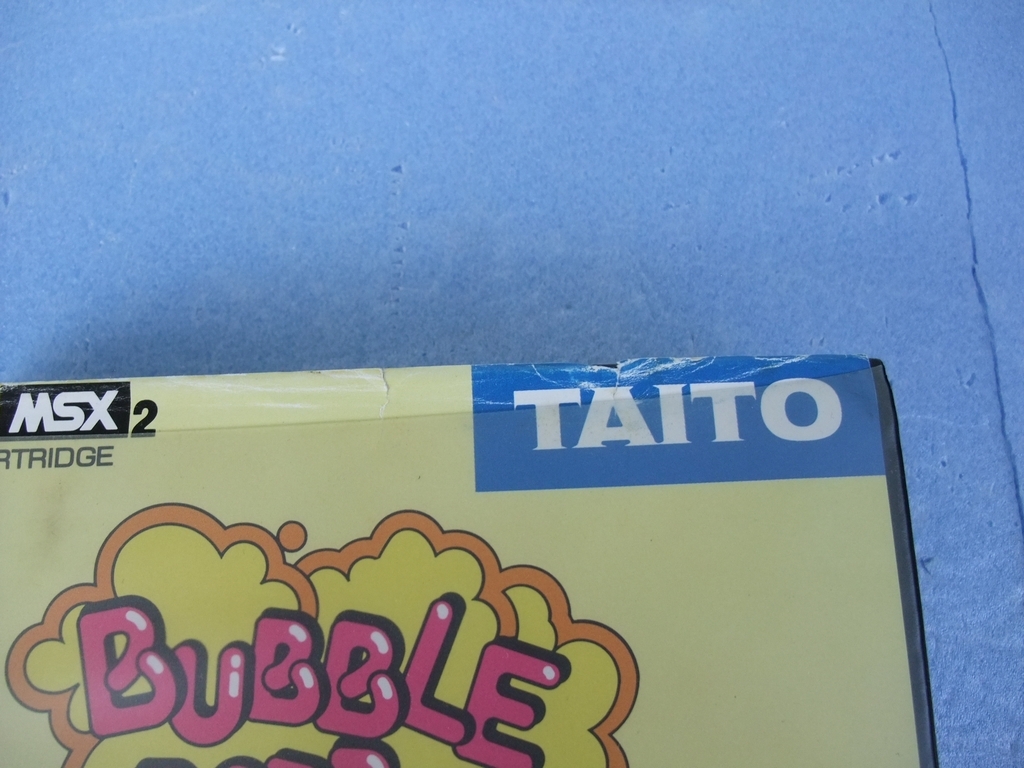 MSX2
TAITO
RTRIDGE
BUBBLE